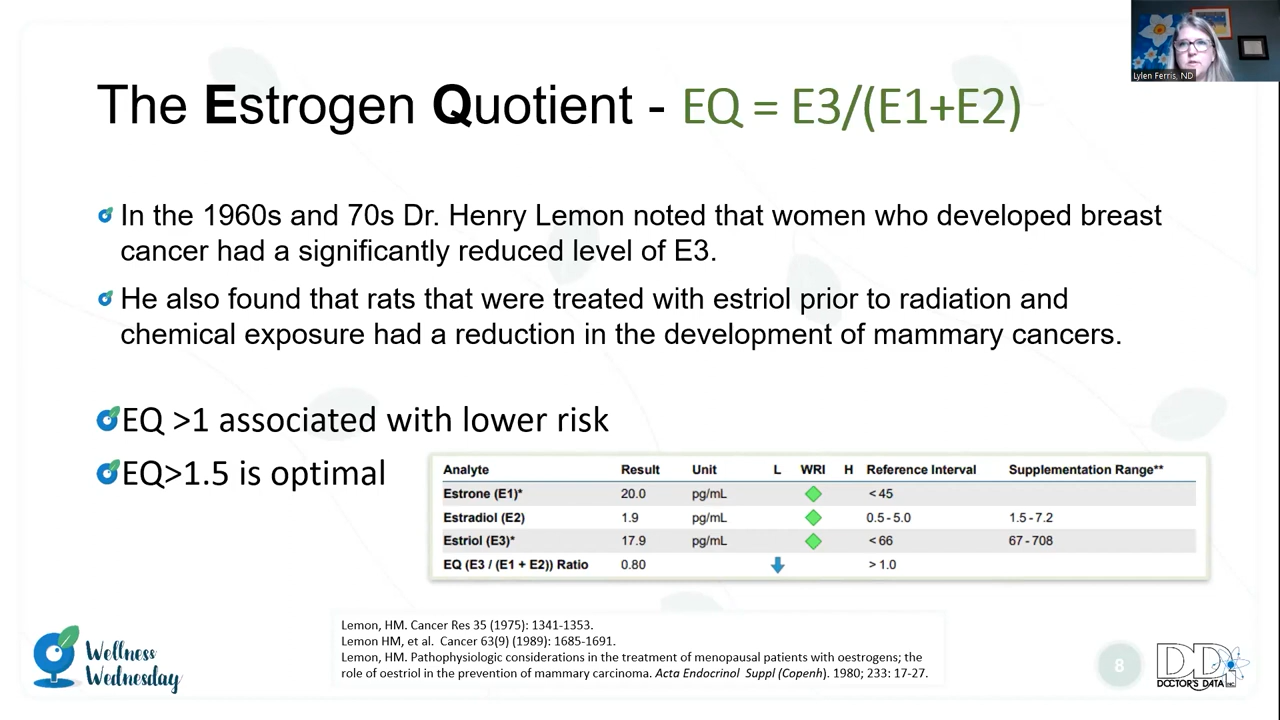 Lylen Ferris, ND
The Estrogen Quotient - EQ = E3/(E1+E2)
In the 1960s and 70s Dr. Henry Lemon noted that women who developed breast
cancer had a significantly reduced level of E3.
He also found that rats that were treated with estriol prior to radiation and
chemical exposure had a reduction in the development of mammary cancers.
EQ >1 associated with lower risk
EQ>1.5 is optimal
Analyte Result Unit L WRI H Reference Interval Supplementation Range**
Estrone (E1)* 20.0 pg/mL < 45
Estradiol (E2) 1.9 pg/mL 0.5 - 5.0 1.5 - 7.2
Estriol (E3)* 17.9 pg/mL < 66 67 - 708
EQ (E3 / (E1 + E2)) Ratio 0.80 > 1.0
Lemon, HM. Cancer Res 35 (1975): 1341-1353.
Lemon HM, et al. Cancer 63(9) (1989): 1685-1691.
Lemon, HM. Pathophysiologic considerations in the treatment of menopausal patients with oestrogens; the
role of oestriol in the prevention of mammary carcinoma. Acta Endocrinol Suppl (Copenh). 1980; 233: 17-27.
Wellness
Wednesday
8
DDI
DOCTOR'S DATA INC